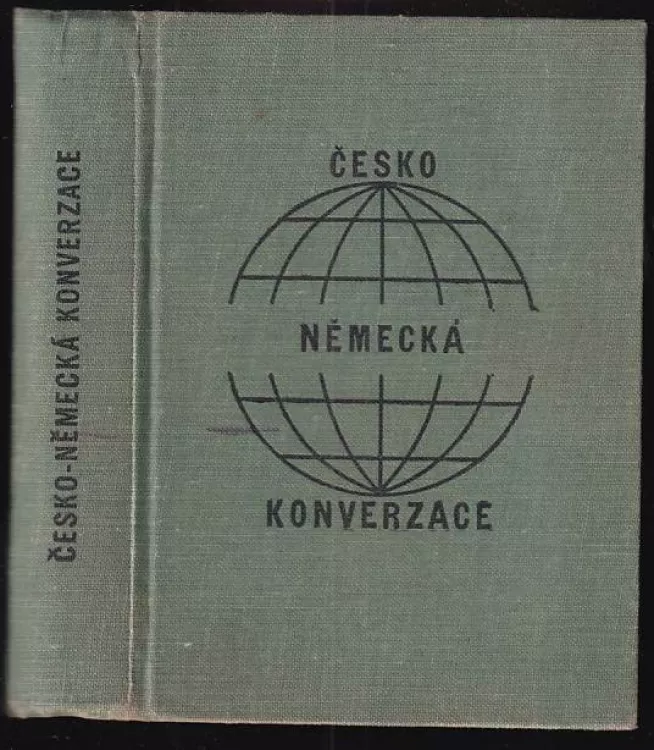 ČESKO-NĚMECKÁ KONVERZACE
ČESKO
NĚMECKÁ
KONVERZACE